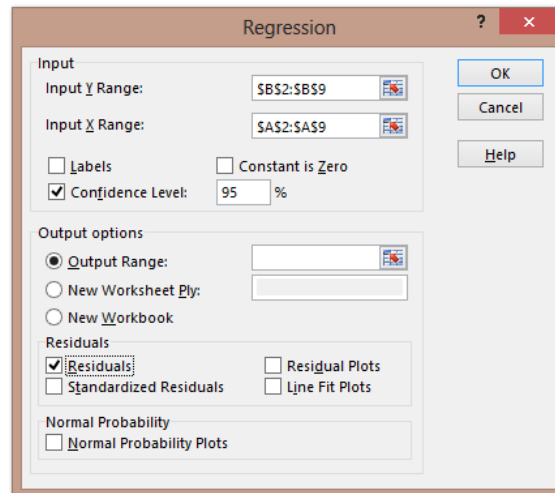 Regression
?
×
Input
Input Y Range:
$B$2:$B$9
Input X Range:
$A$2:$A$9
Labels
Constant is Zero
Confidence Level:
95
%
OK
Cancel
Help
Output options
Output Range:
New Worksheet Ply:
New Workbook
Residuals
Residuals
Residual Plots
Standardized Residuals
Line Fit Plots
Normal Probability
Normal Probability Plots